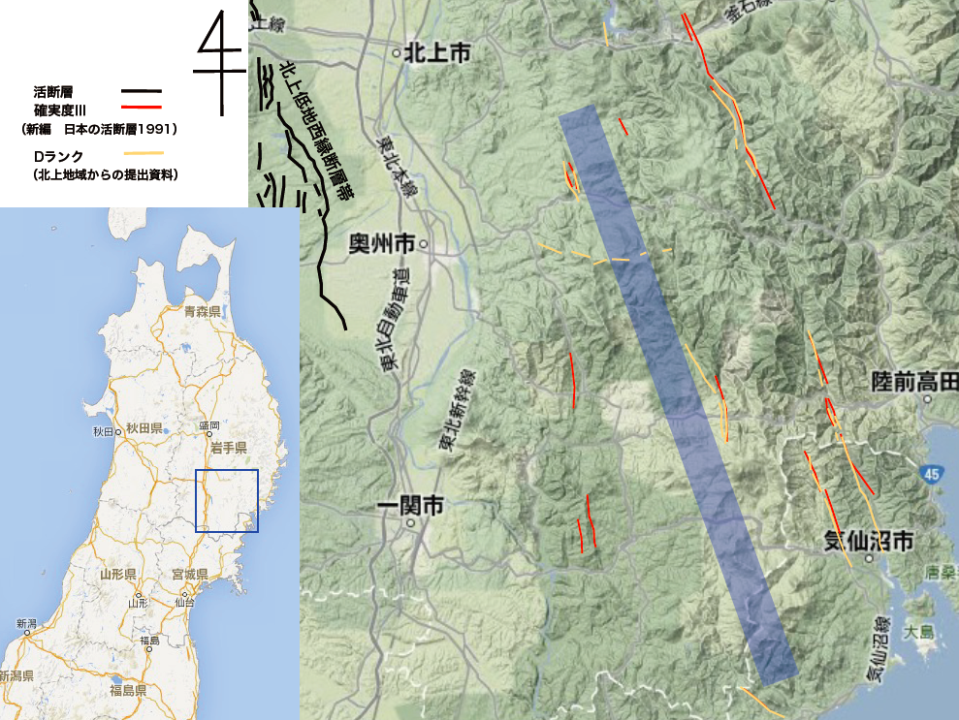 活断層
確実度III
（新編　日本の活断層1991）
Dランク
（北上地域からの提出資料）
上線
釜石線
北上市
北上低地西縁断層帯
東北本線
奥州市
東北自動車道
東北新幹線
陸前高田
45
一関市
気仙沼市
唐桑
大島
気仙沼線
青森県
秋田
秋田県
盛岡
岩手県
山形県
宮城県
山形
仙台
新潟
福島
新潟県
福島県